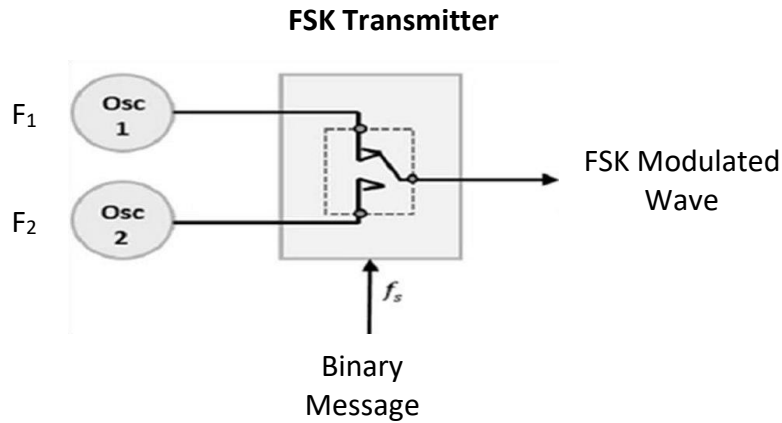 FSK Transmitter
F₁
Osc
1
F₂
Osc
2
FSK Modulated
Wave
fₛ
Binary
Message